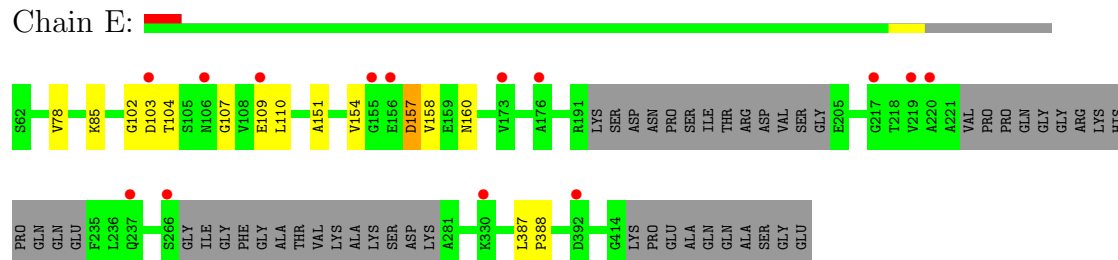 Chain E:
S62 V78 K85 G102 D103 T104 S105 N106 G107 V108 E109 L110 A151 V154 G155 E156 D157 V158 E159 N160 V173 A176 R191 LYS SER ASP ASN PRO SER ILE THR ARG ASP VAL SER GLY E205 G217 T218 V219 A220 A221 VAL PRO PRO GLN GLY GLY ARG LYS HIS
PRO GLN GLN GLU F235 L236 Q237 S266 GLY ILE GLY PHE GLY ALA THR VAL LYS ALA LYS SER ASP LYS A281 K330 L387 P388 D392 G414 LYS PRO GLU ALA GLN GLN ALA SER GLY GLU